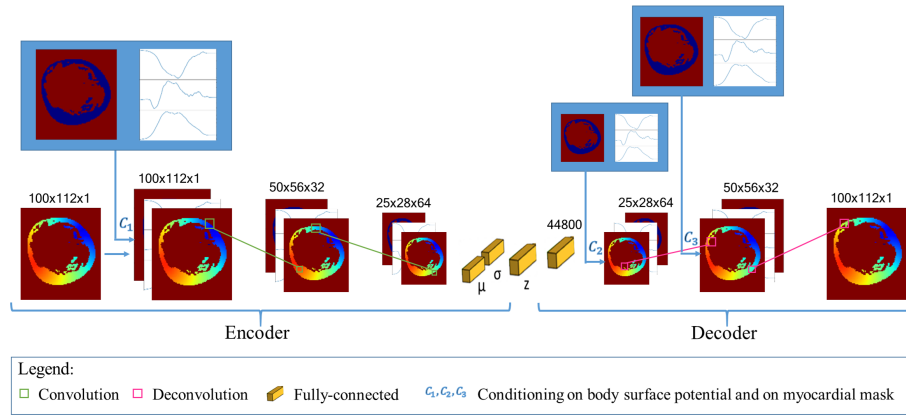 100x112x1
100x112x1
C1
50x56x32
25x28x64
μ
σ
z
44800
C2
25x28x64
C3
50x56x32
100x112x1
Encoder
Decoder
Legend:
Convolution
Deconvolution
Fully-connected
C1, C2, C3 Conditioning on body surface potential and on myocardial mask